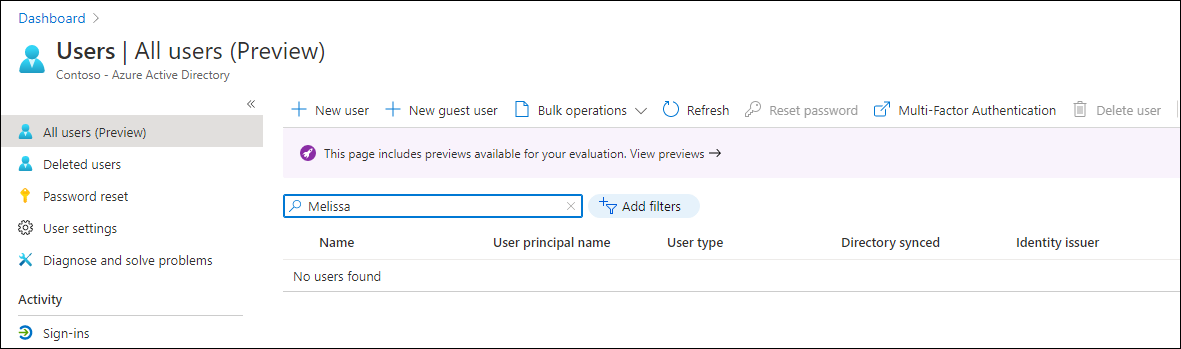 Dashboard
Users | All users (Preview)
Contoso - Azure Active Directory
«
New user New guest user Bulk operations Refresh Reset password Multi-Factor Authentication Delete user
All users (Preview)
Deleted users
Password reset
User settings
Diagnose and solve problems
Activity
Sign-ins
This page includes previews available for your evaluation. View previews →
Melissa
Add filters
Name User principal name User type Directory synced Identity issuer
No users found